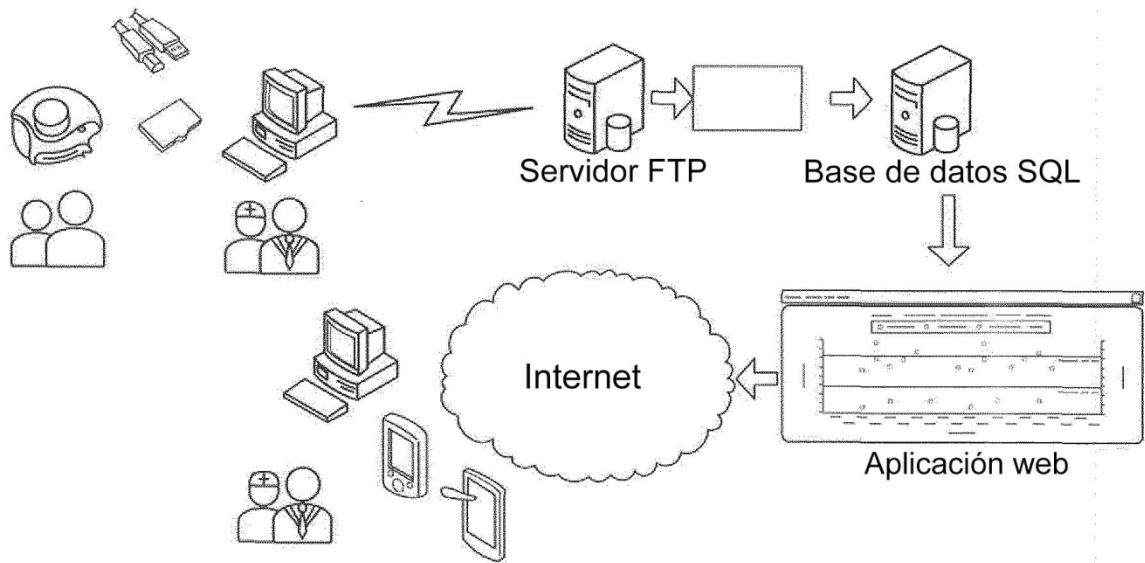 Servidor FTP
Base de datos SQL
Internet
Aplicación web